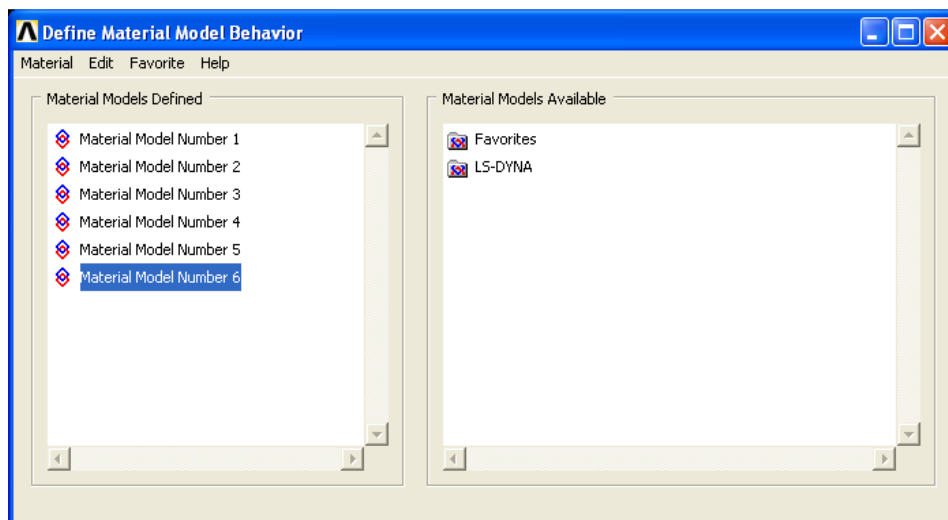 Define Material Model Behavior
Material Edit Favorite Help
Material Models Defined
Material Model Number 1
Material Model Number 2
Material Model Number 3
Material Model Number 4
Material Model Number 5
Material Model Number 6
Material Models Available
Favorites
LS-DYNA